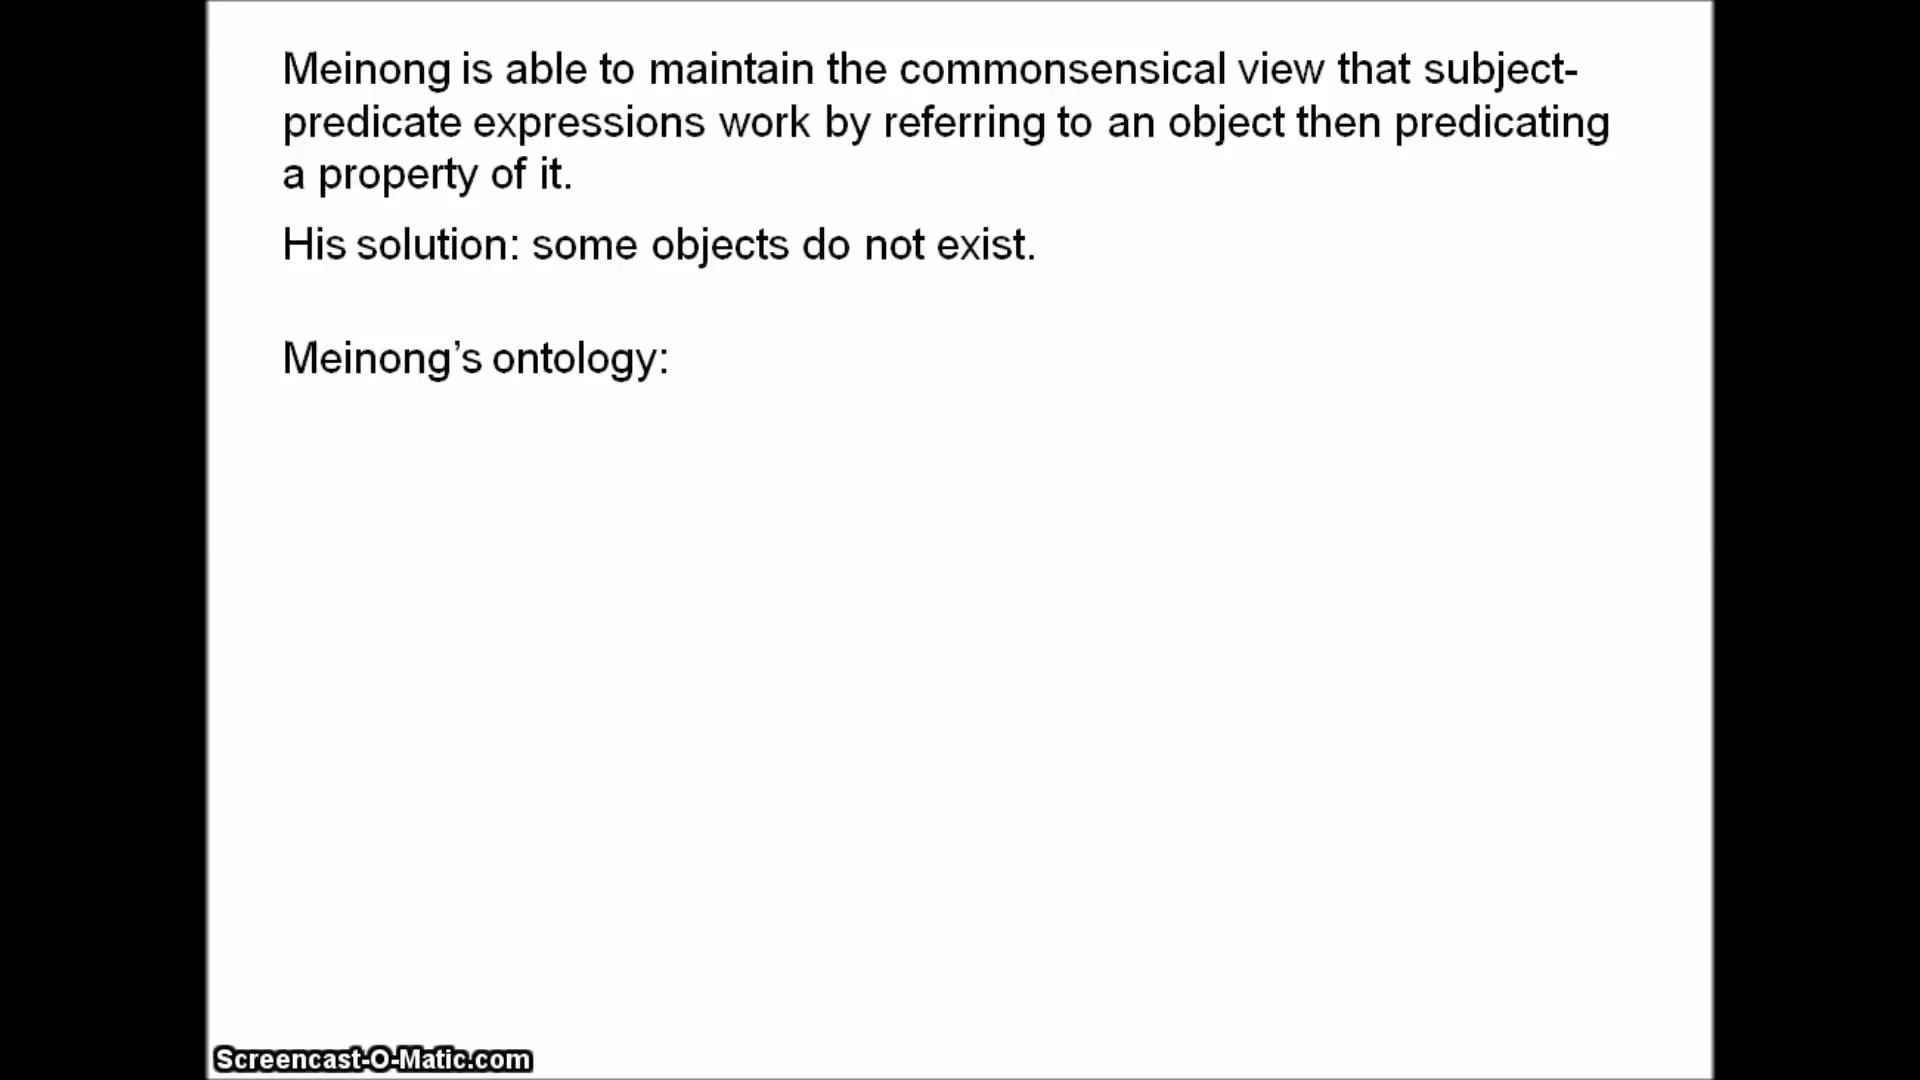 Meinong is able to maintain the commonsensical view that subject-
predicate expressions work by referring to an object then predicating
a property of it.
His solution: some objects do not exist.
Meinong’s ontology:
Screencast-O-Matic.com